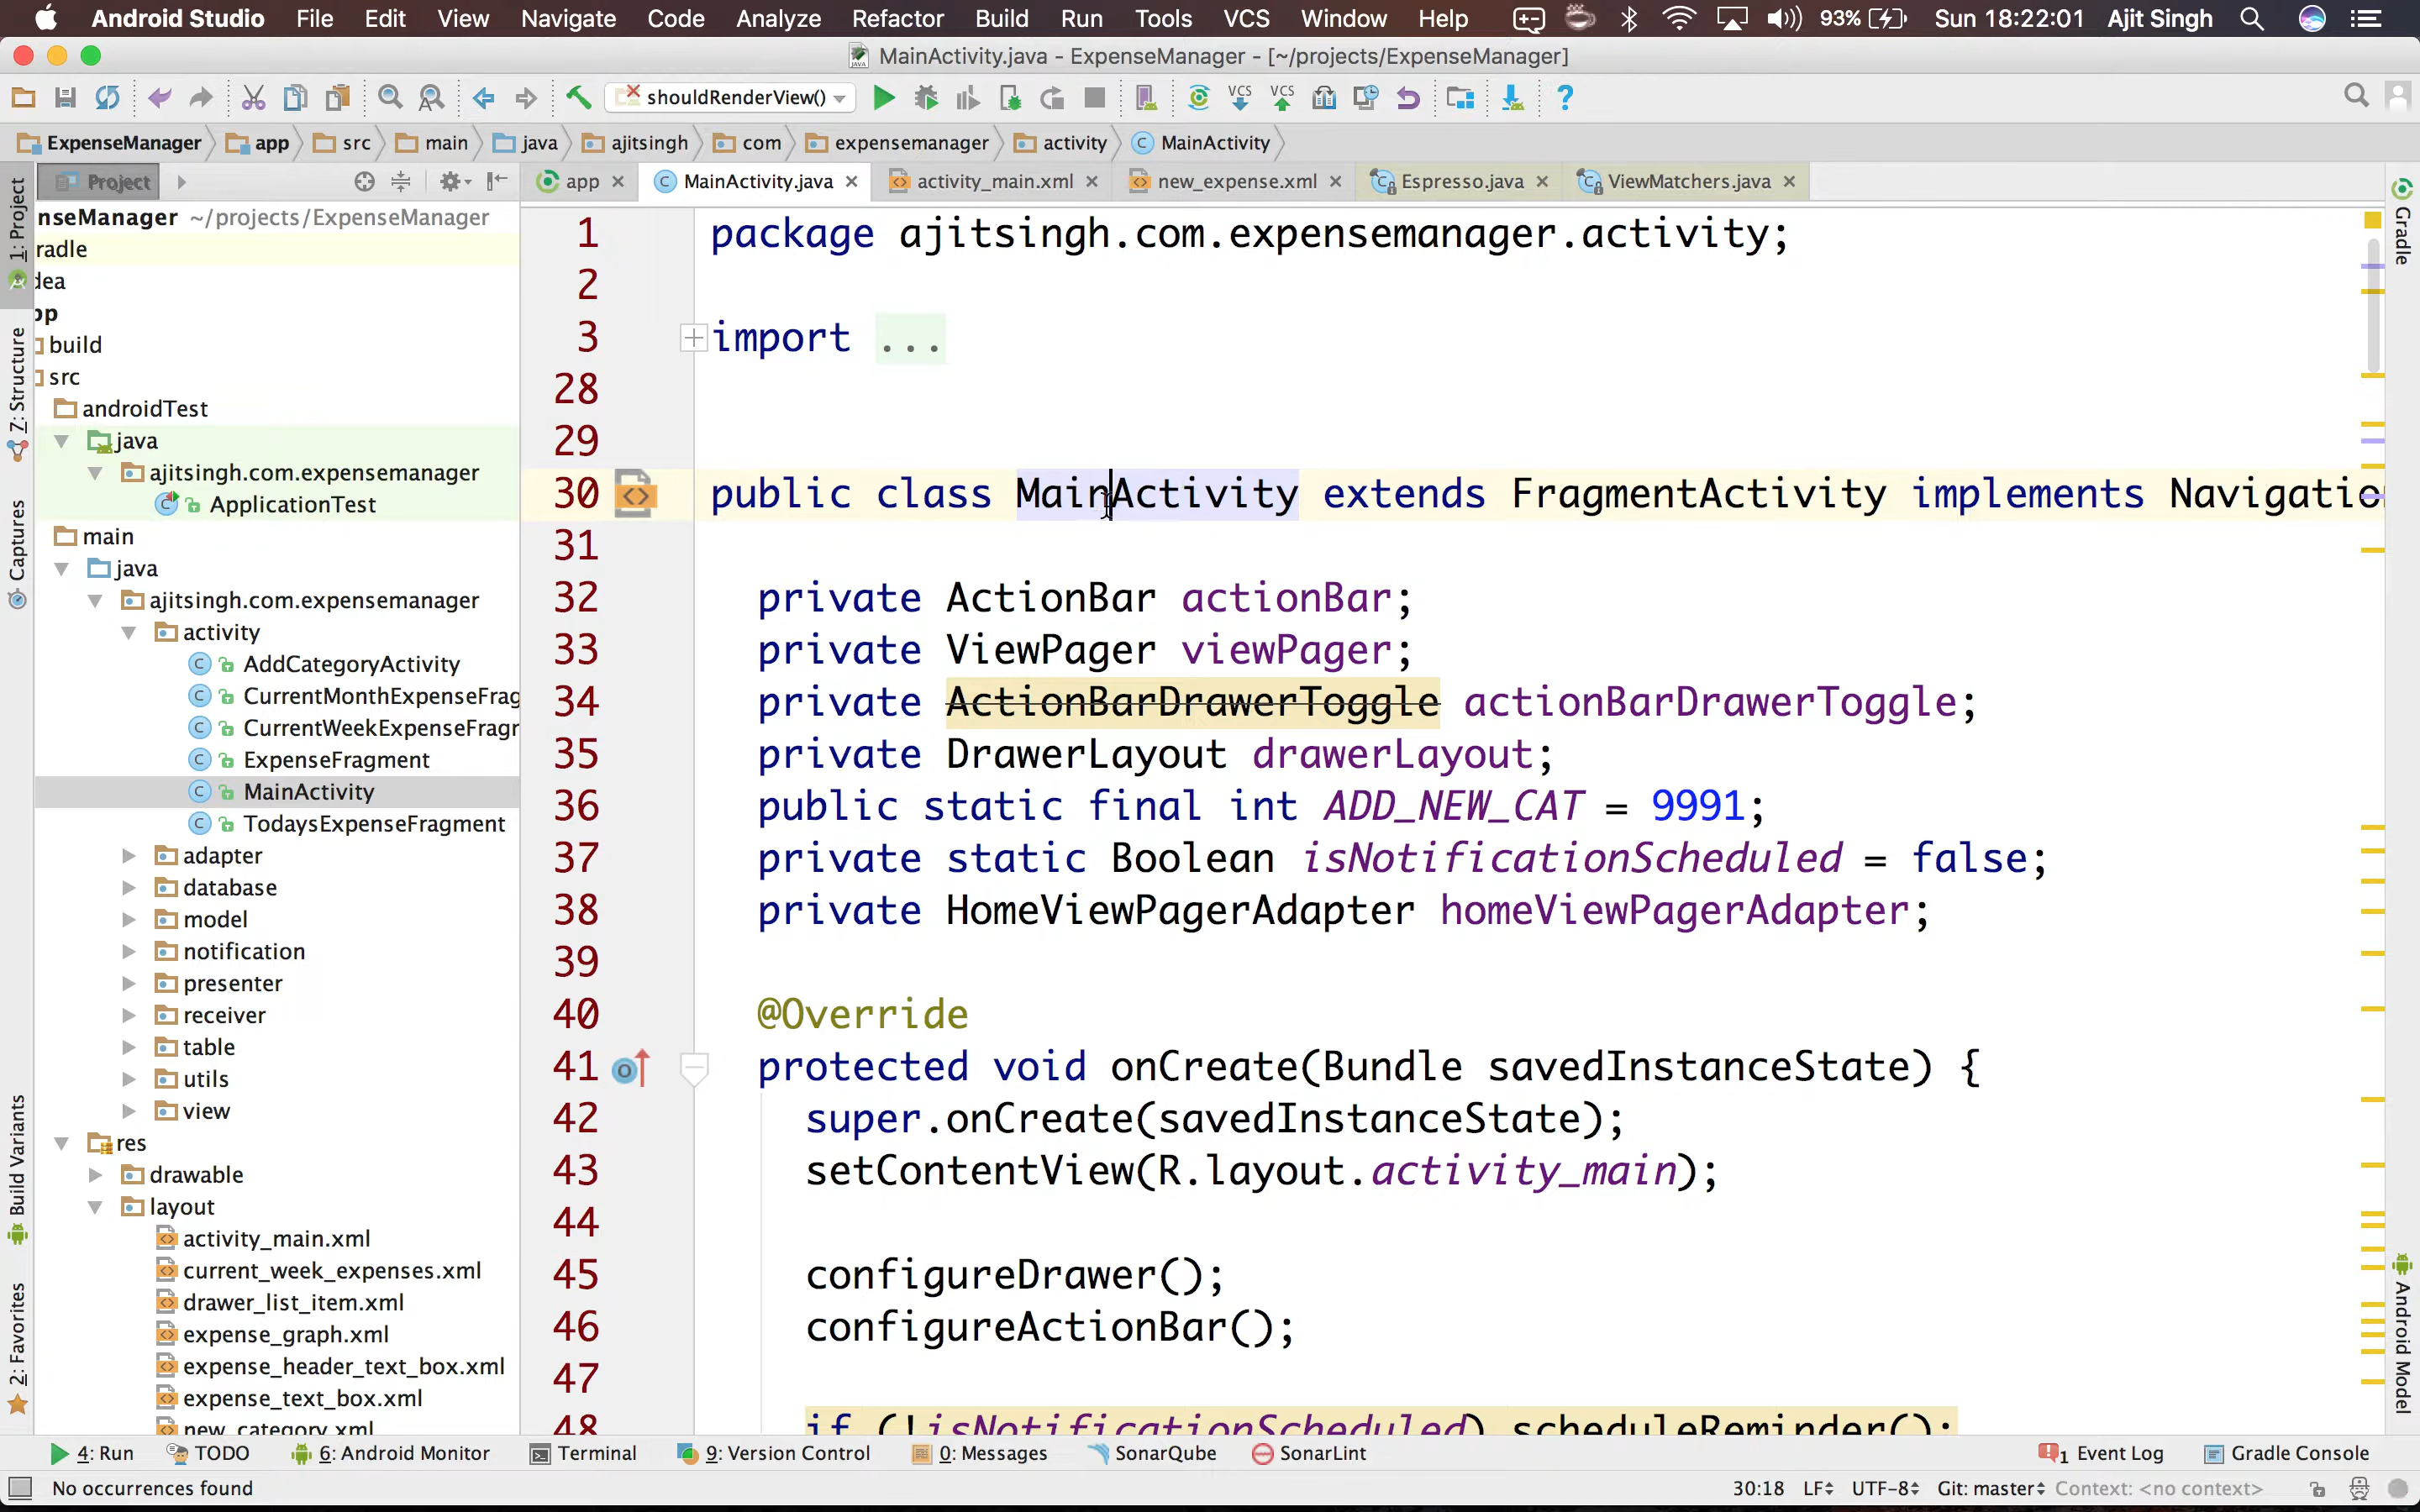 Android Studio File Edit View Navigate Code Analyze Refactor Build Run Tools VCS Window Help 93% Sun 18:22:01 Ajit Singh
MainActivity.java - ExpenseManager - [~/projects/ExpenseManager]
shouldRenderView() VCS VCS ?
ExpenseManager app src main java ajitsingh com expensemanager activity MainActivity
Project app MainActivity.java activity_main.xml new_expense.xml Espresso.java ViewMatchers.java
1: Project
7: Structure
Captures
Build Variants
2: Favorites
nseManager ~/projects/ExpenseManager
radle
dea
pp
build
src
androidTest
java
ajitsingh.com.expensemanager
ApplicationTest
main
java
ajitsingh.com.expensemanager
activity
AddCategoryActivity
CurrentMonthExpenseFrag
CurrentWeekExpenseFragr
ExpenseFragment
MainActivity
TodaysExpenseFragment
adapter
database
model
notification
presenter
receiver
table
utils
view
res
drawable
layout
activity_main.xml
current_week_expenses.xml
drawer_list_item.xml
expense_graph.xml
expense_header_text_box.xml
expense_text_box.xml
new_category.xml
1 package ajitsingh.com.expensemanager.activity;
2
3 import ...
28
29
30 public class MainActivity extends FragmentActivity implements Navigatio
31
32 private ActionBar actionBar;
33 private ViewPager viewPager;
34 private ActionBarDrawerToggle actionBarDrawerToggle;
35 private DrawerLayout drawerLayout;
36 public static final int ADD_NEW_CAT = 9991;
37 private static Boolean isNotificationScheduled = false;
38 private HomeViewPagerAdapter homeViewPagerAdapter;
39
40 @Override
41 protected void onCreate(Bundle savedInstanceState) {
42 super.onCreate(savedInstanceState);
43 setContentView(R.layout.activity_main);
44
45 configureDrawer();
46 configureActionBar();
47
48 if (!isNotificationScheduled) scheduleReminder();
Gradle
Android Model
4: Run TODO 6: Android Monitor Terminal 9: Version Control 0: Messages SonarQube SonarLint 1 Event Log Gradle Console
No occurrences found 30:18 LF UTF-8 Git: master Context: <no context>